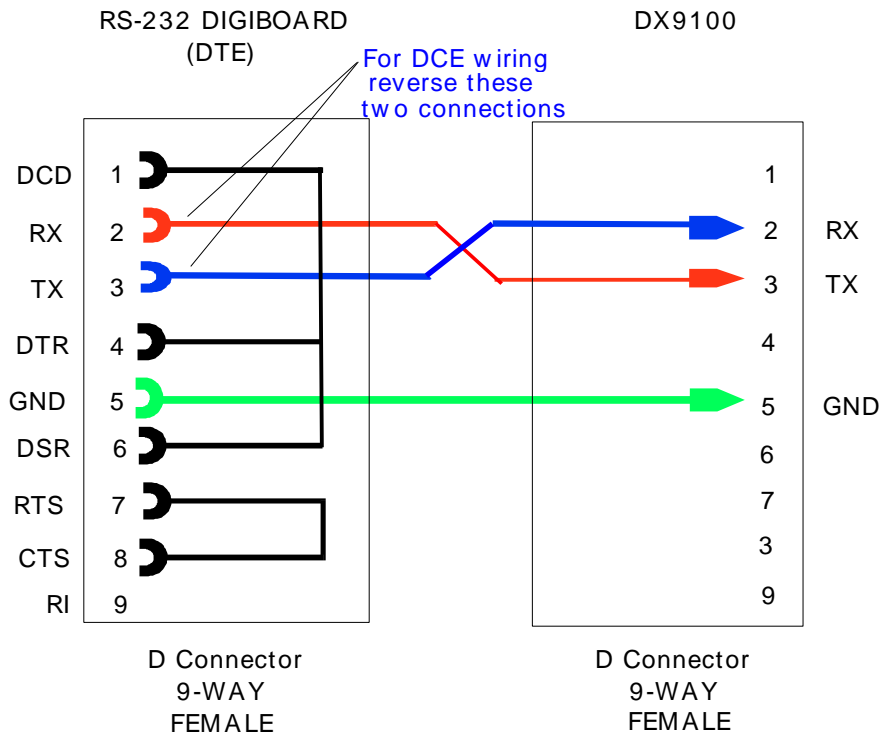 RS-232 DIGIBOARD
(DTE)
DX9100
For DCE wiring
reverse these
two connections
DCD 1
RX 2
TX 3
DTR 4
GND 5
DSR 6
RTS 7
CTS 8
RI 9
1
2 RX
3 TX
4
5 GND
6
7
3
9
D Connector
9-WAY
FEMALE
D Connector
9-WAY
FEMALE